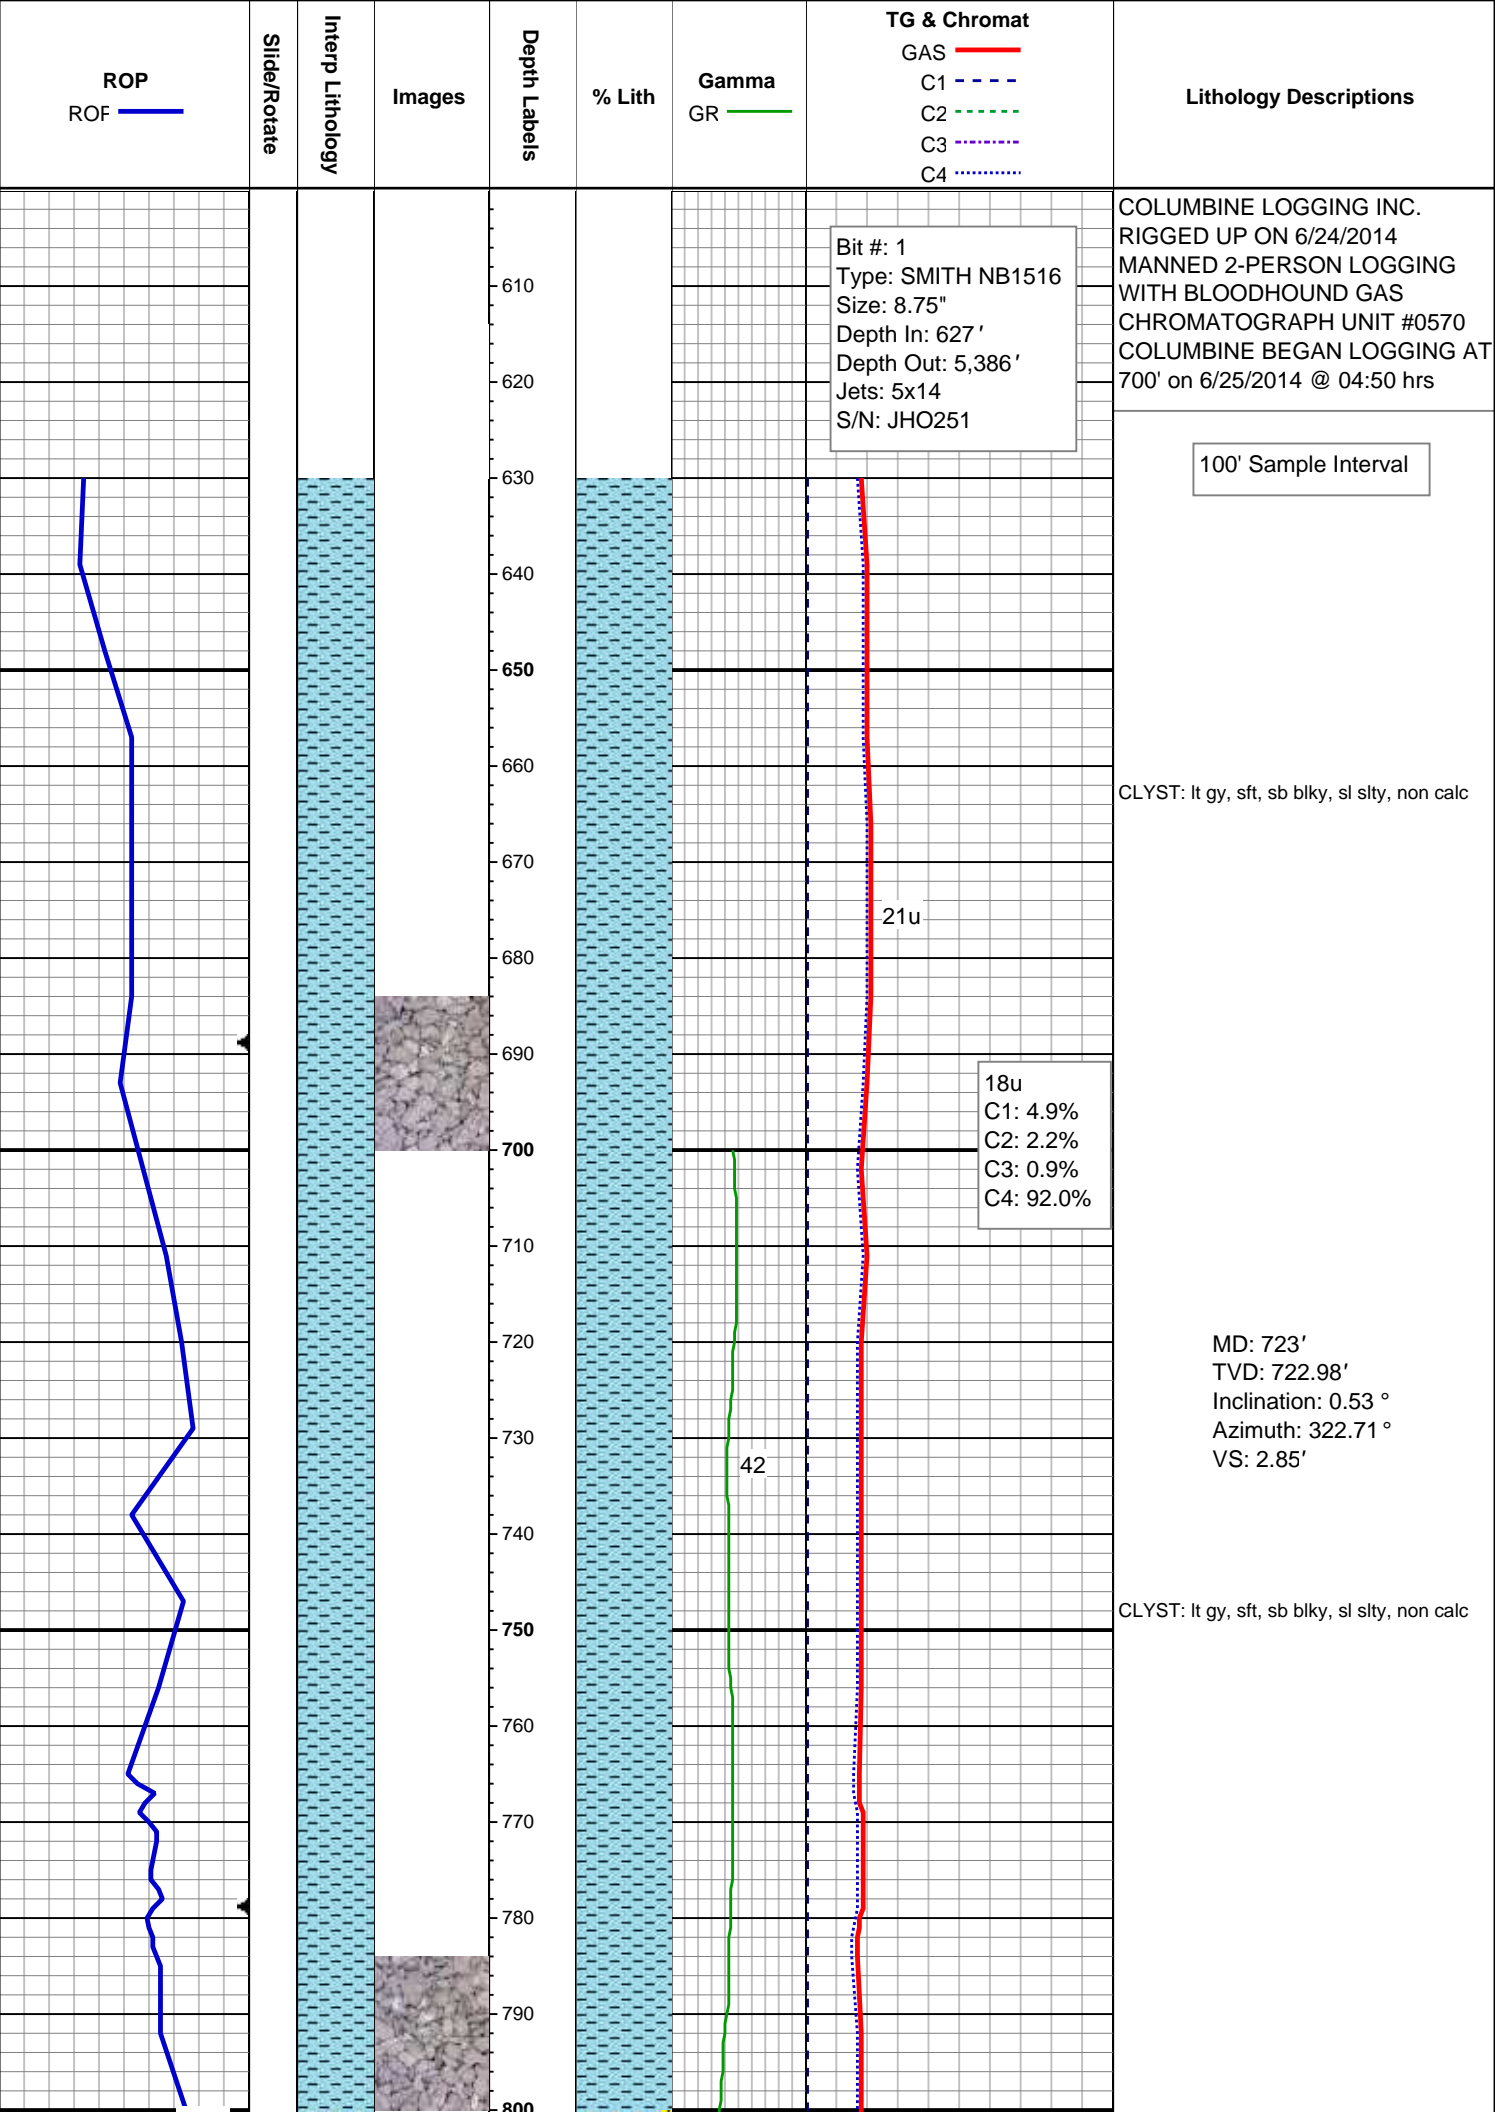 ROP
ROP
Slide/Rotate
Interp Lithology
Images
Depth Labels
% Lith
Gamma
GR
TG & Chromat
GAS
C1
C2
C3
C4
Lithology Descriptions
COLUMBINE LOGGING INC.
RIGGED UP ON 6/24/2014
MANNED 2-PERSON LOGGING
WITH BLOODHOUND GAS
CHROMATOGRAPH UNIT #0570
COLUMBINE BEGAN LOGGING AT
700' on 6/25/2014 @ 04:50 hrs
Bit #: 1
Type: SMITH NB1516
Size: 8.75"
Depth In: 627′
Depth Out: 5,386′
Jets: 5x14
S/N: JHO251
100' Sample Interval
610
620
630
640
650
660
CLYST: lt gy, sft, sb blky, sl slty, non calc
670
21u
680
690
18u
C1: 4.9%
C2: 2.2%
C3: 0.9%
C4: 92.0%
700
710
720
MD: 723′
TVD: 722.98′
Inclination: 0.53 °
Azimuth: 322.71 °
VS: 2.85′
730
42
740
CLYST: lt gy, sft, sb blky, sl slty, non calc
750
760
770
780
790
800